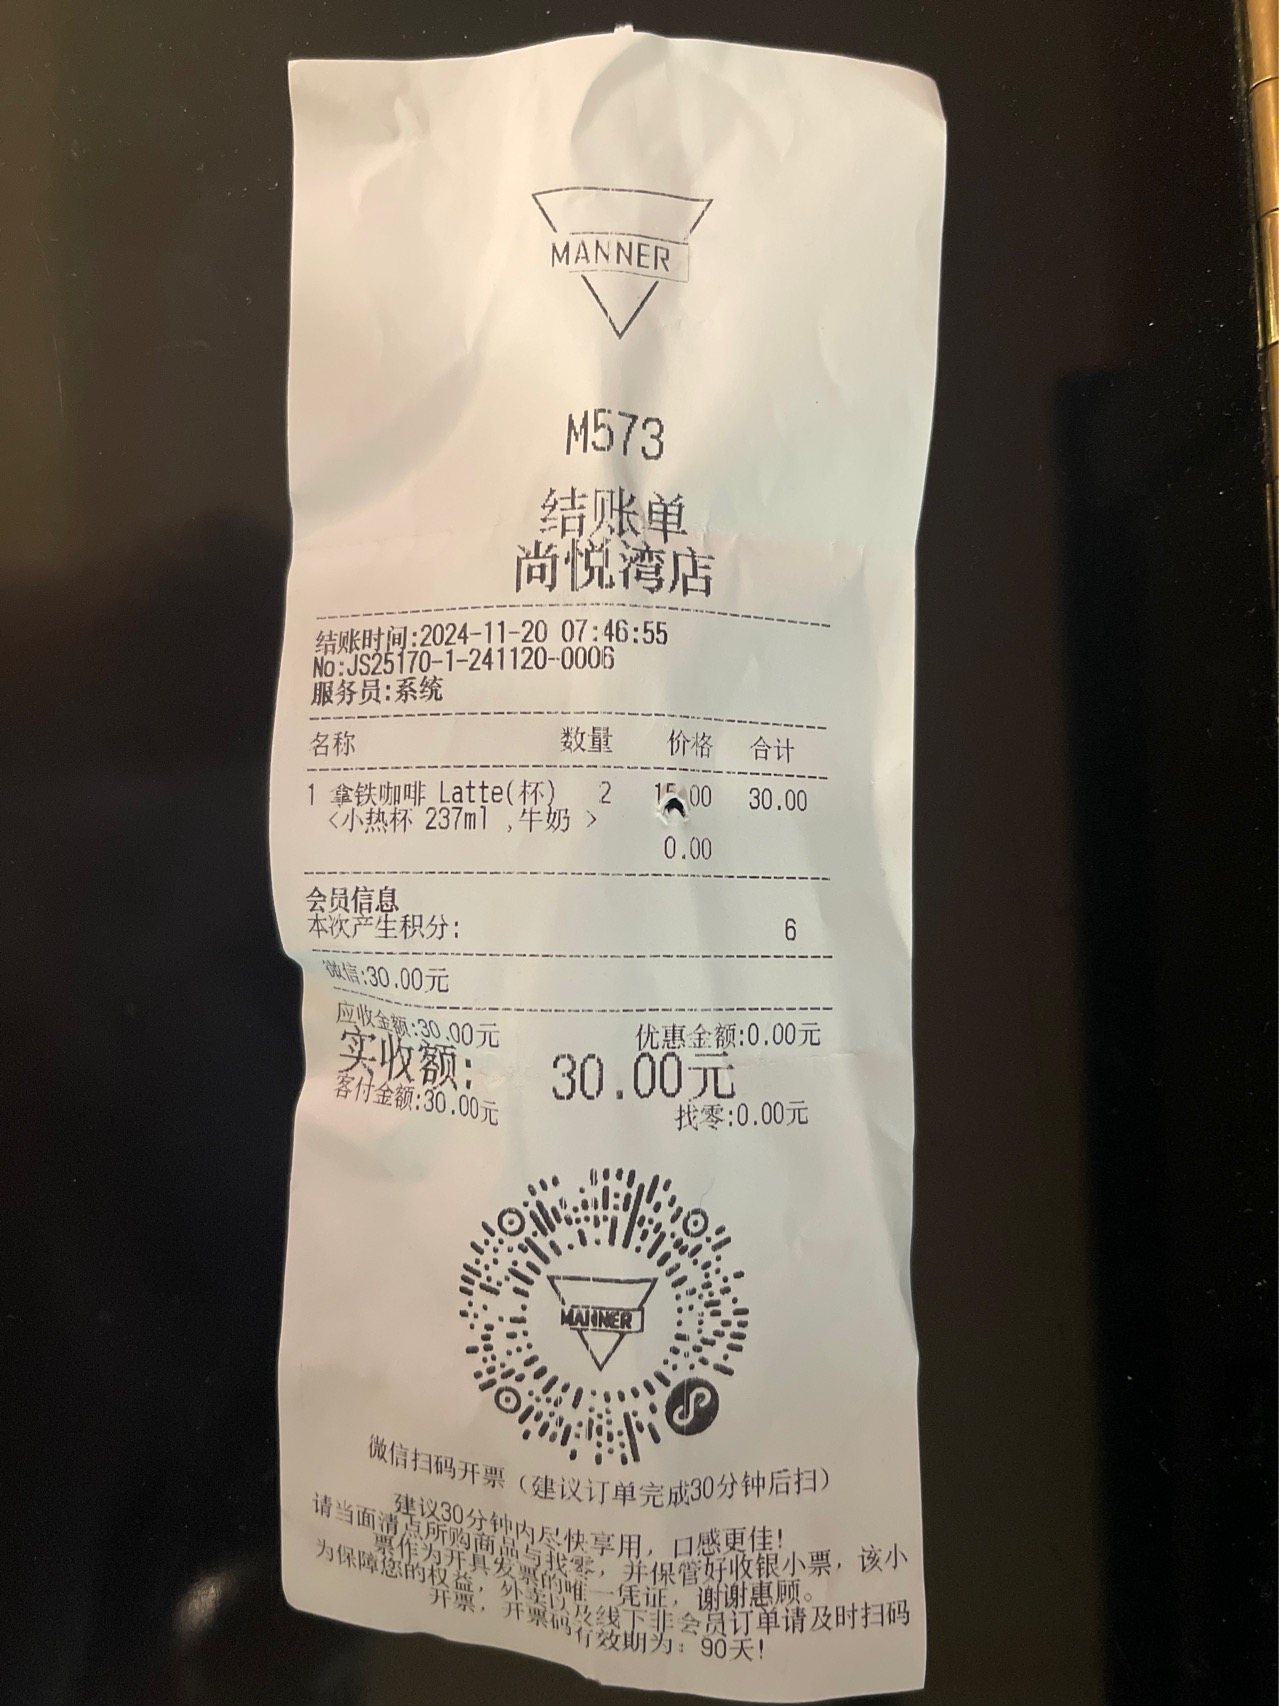 MANNER
M573
结账单
尚悦湾店
结账时间:2024-11-20 07:46:55
No:JS25170-1-241120-0006
服务员:系统
名称 数量 价格 合计
1 拿铁咖啡 Latte(杯) 2 15.00 30.00
<小热杯 237ml ,牛奶 >
0.00
会员信息
本次产生积分: 6
微信:30.00元
应收金额:30.00元 优惠金额:0.00元
实收额: 30.00元
客付金额:30.00元 找零:0.00元
MANNER
微信扫码开票（建议订单完成30分钟后扫）
建议30分钟内尽快享用，口感更佳!
请当面清点所购商品与找零，并保管好收银小票，该小
票作为开具发票的唯一凭证，谢谢惠顾。
为保障您的权益，外卖以及线下非会员订单请及时扫码
开票，开票码有效期为：90天!